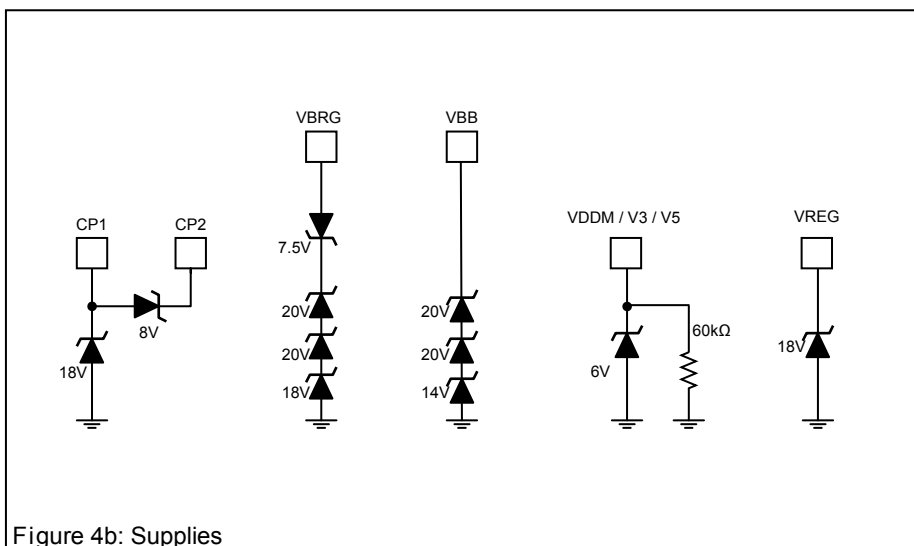 VBRG
VBB
CP1
CP2
VDDM / V3 / V5
VREG
7.5V
8V
18V
20V
20V
18V
20V
20V
14V
60kΩ
6V
18V
Figure 4b: Supplies